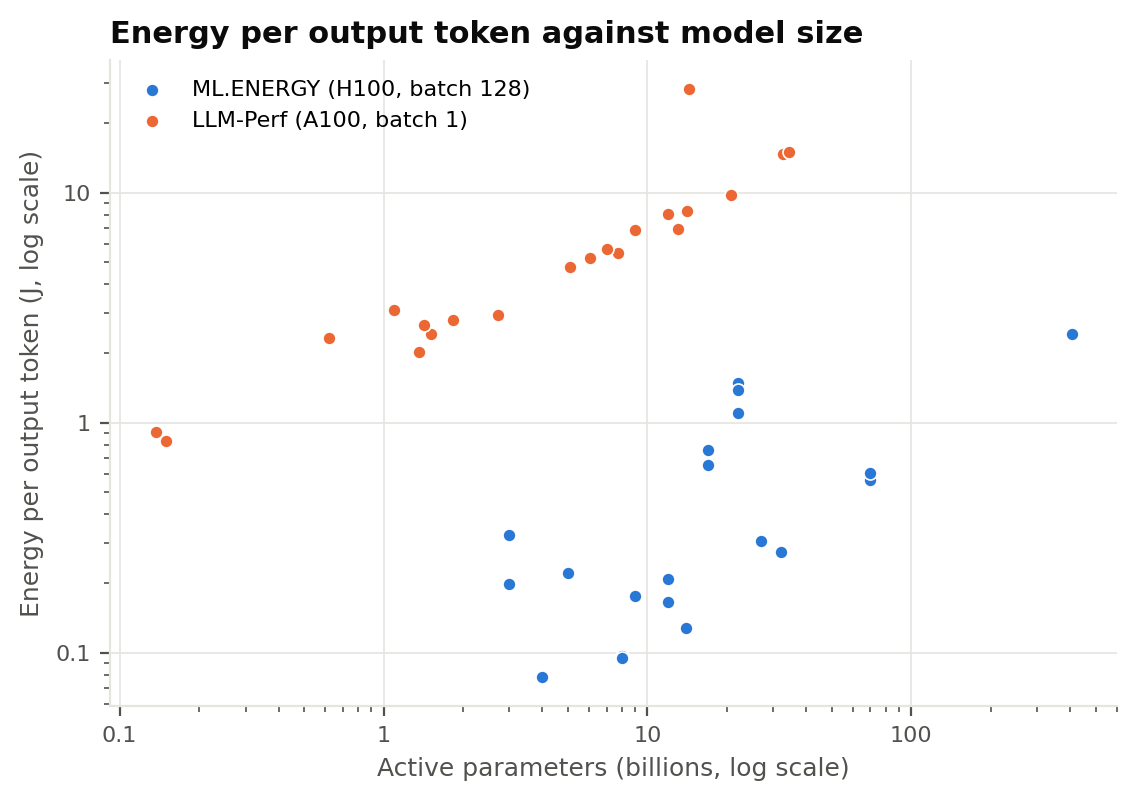 Energy per output token against model size
ML.ENERGY (H100, batch 128)
LLM-Perf (A100, batch 1)
Energy per output token (J, log scale)
10
1
0.1
0.1
1
10
100
Active parameters (billions, log scale)